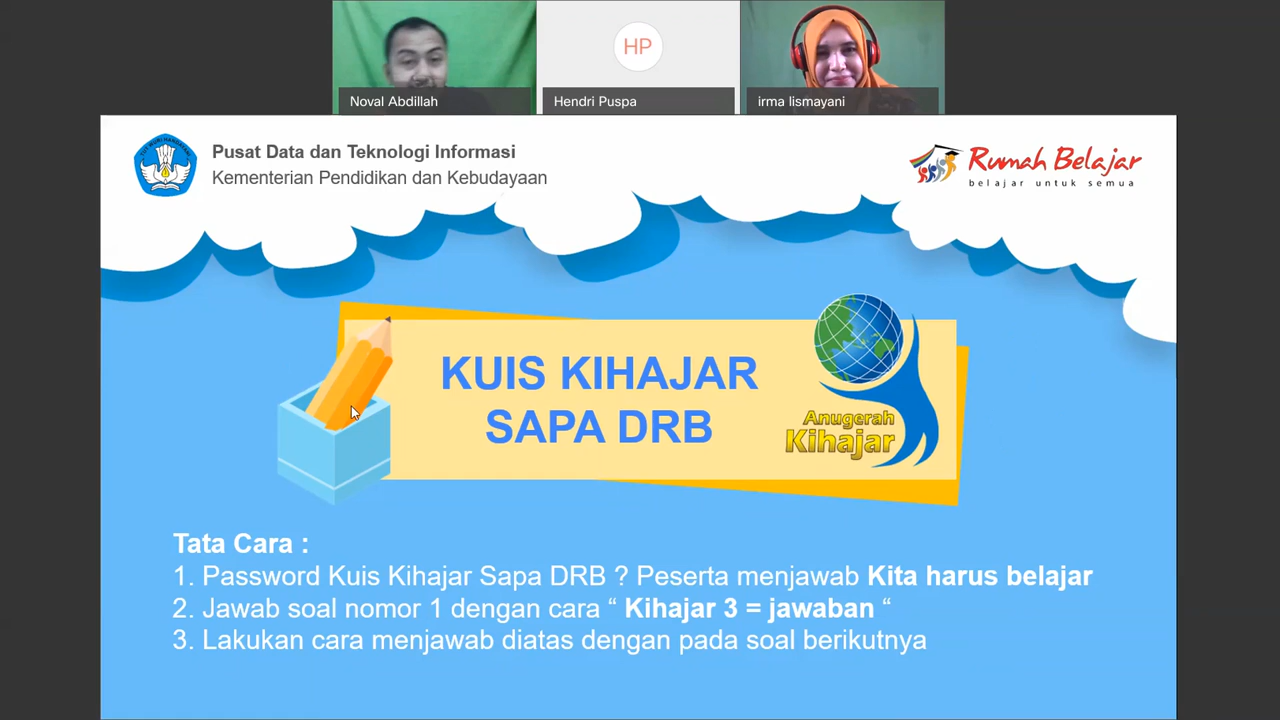 HP
Noval Abdillah
Hendri Puspa
irma lismayani
Pusat Data dan Teknologi Informasi
Kementerian Pendidikan dan Kebudayaan
Rumah Belajar
belajar untuk semua
KUIS KIHAJAR
SAPA DRB
Anugerah
Kihajar
Tata Cara :
1. Password Kuis Kihajar Sapa DRB ? Peserta menjawab Kita harus belajar
2. Jawab soal nomor 1 dengan cara “ Kihajar 3 = jawaban “
3. Lakukan cara menjawab diatas dengan pada soal berikutnya